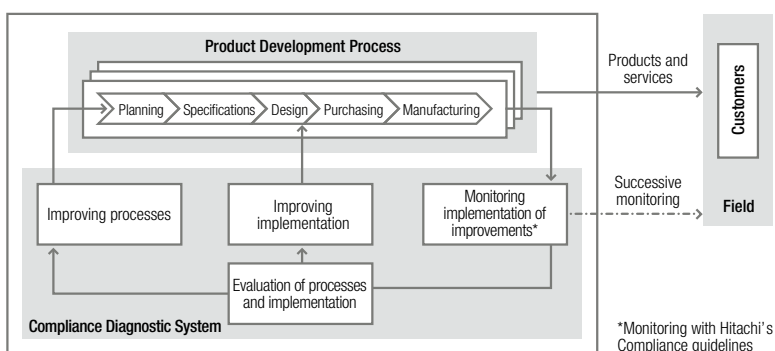 Product Development Process
Planning
Specifications
Design
Purchasing
Manufacturing
Products and
services
Customers
Field
Improving processes
Improving
implementation
Monitoring
implementation of
improvements*
Successive
monitoring
Evaluation of processes
and implementation
Compliance Diagnostic System
*Monitoring with Hitachi's
Compliance guidelines